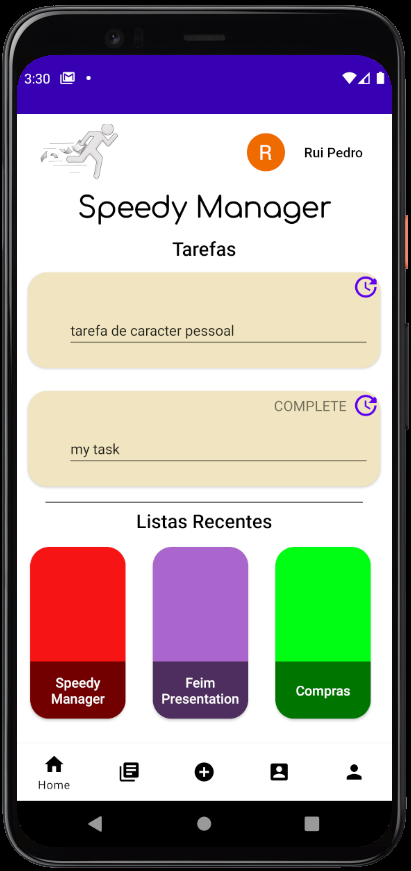 3:30
R
Rui Pedro
Speedy Manager
Tarefas
tarefa de caracter pessoal
COMPLETE
my task
Listas Recentes
Speedy
Manager
Feim
Presentation
Compras
Home